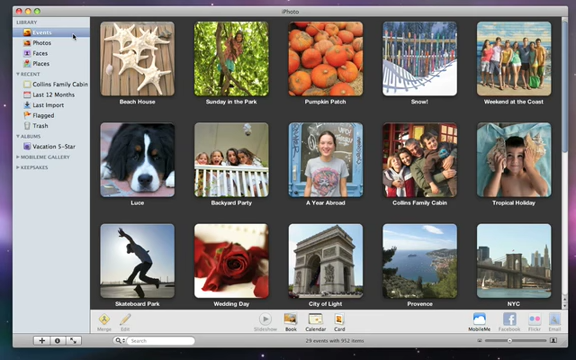 iPhoto
LIBRARY
Events
Photos
Faces
Places
RECENT
Collins Family Cabin
Last 12 Months
Last Import
Flagged
Trash
ALBUMS
Vacation 5-Star
MOBILEME GALLERY
KEEPSAKES
Beach House
Sunday in the Park
Pumpkin Patch
Snow!
Weekend at the Coast
Luce
Backyard Party
A Year Abroad
Collins Family Cabin
Tropical Holiday
Skateboard Park
Wedding Day
City of Light
Provence
NYC
Merge
Edit
Slideshow
Book
Calendar
Card
MobileMe
Facebook
Flickr
Email
Search
29 events with 952 items